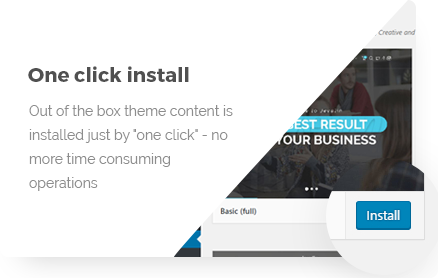 Creative and
One click install
Out of the box theme content is
installed just by "one click" - no
more time consuming
operations
BEST RESULT
YOUR BUSINESS
Basic (full)
Install